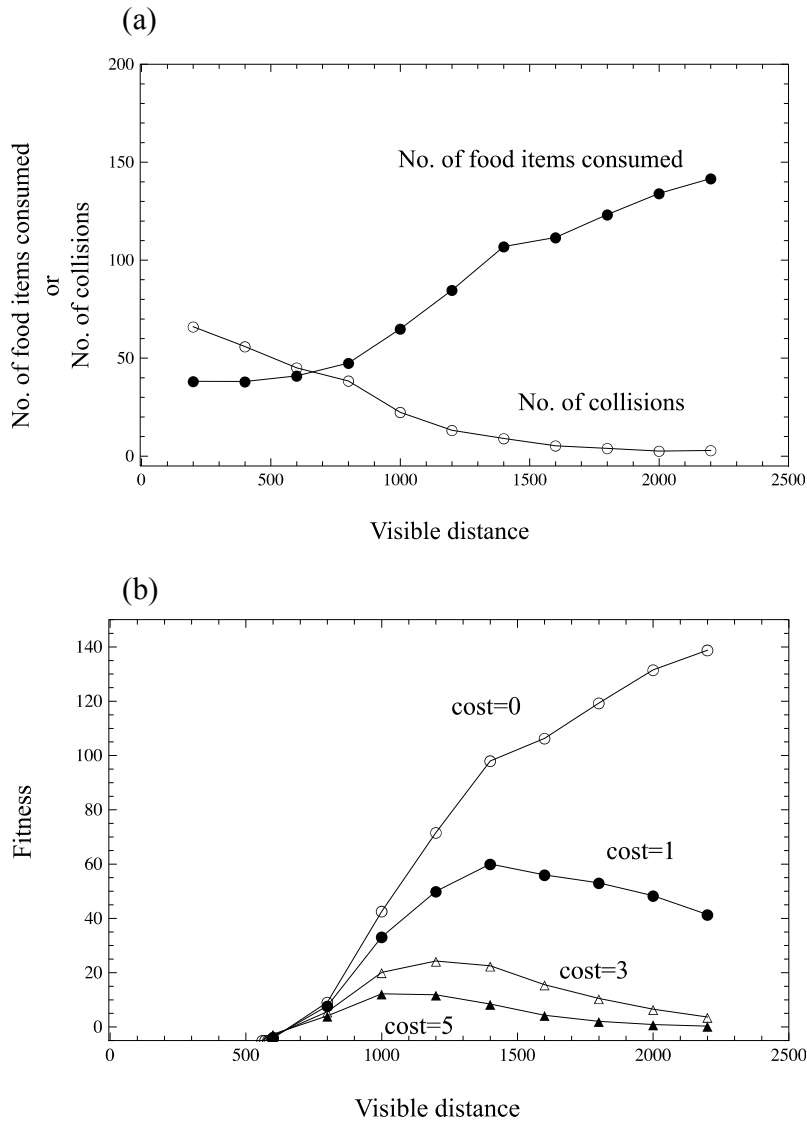 (a)
No. of food items consumed
or
No. of collisions
200
150
100
50
0
No. of food items consumed
No. of collisions
0 500 1000 1500 2000 2500
Visible distance
(b)
Fitness
140
120
100
80
60
40
20
0
cost=0
cost=1
cost=3
cost=5
0 500 1000 1500 2000 2500
Visible distance